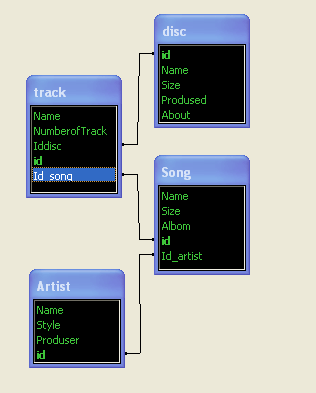 disc
id
Name
Size
Prodused
About
track
Name
NumberofTrack
Iddisc
id
Id_song
Song
Name
Size
Albom
id
Id_artist
Artist
Name
Style
Produser
id